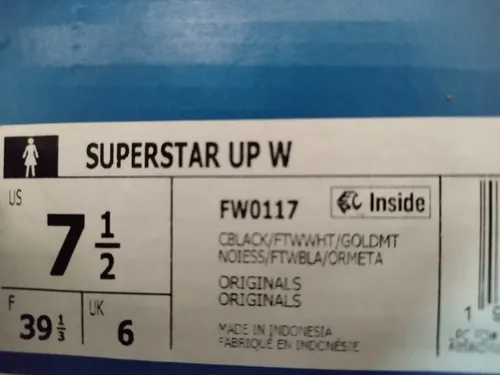 SUPERSTAR UP W
US
7 1/2
F
39 1/3
UK
6
FW0117
Inside
CBLACK/FTWWHT/GOLDMT
NOIESS/FTWBLA/ORMETA
ORIGINALS
ORIGINALS
MADE IN INDONESIA
FABRIQUÉ EN INDONÉSIE